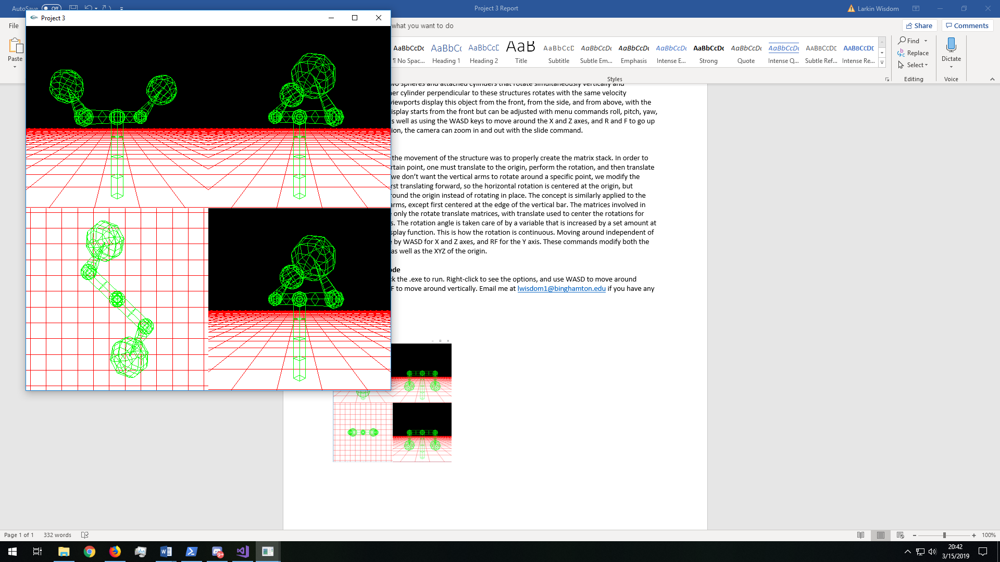 AutoSave Off
Project 3 Report
Larkin Wisdom
Project 3
File
what you want to do
Share
Comments
Paste
AaBbCcDc AaBbCc AaBbCcD AaB AaBbCcD AaBbCcDc AaBbCcDc AaBbCcDc AaBbCcDc AaBbCcDc AaBbCcDc AABBCCDD AABBCCDD
¶ No Spac... Heading 1 Heading 2 Title Subtitle Subtle Em... Emphasis Intense E... Strong Quote Intense Q... Subtle Ref... Intense Re...
Styles
Find
Replace
Select
Editing
Dictate
Voice
wo spheres and attached cylinders that rotate simultaneously vertically and
er cylinder perpendicular to these structures rotates with the same velocity
viewports display this object from the front, from the side, and from above, with the
isplay starts from the front but can be adjusted with menu commands roll, pitch, yaw,
s well as using the WASD keys to move around the X and Z axes, and R and F to go up
ion, the camera can zoom in and out with the slide command.
the movement of the structure was to properly create the matrix stack. In order to
rtain point, one must translate to the origin, perform the rotation, and then translate
we don't want the vertical arms to rotate around a specific point, we modify the
rst translating forward, so the horizontal rotation is centered at the origin, but
ound the origin instead of rotating in place. The concept is similarly applied to the
arms, except first centered at the edge of the vertical bar. The matrices involved in
only the rotate translate matrices, with translate used to center the rotations for
s. The rotation angle is taken care of by a variable that is increased by a set amount at
splay function. This is how the rotation is continuous. Moving around independent of
by WASD for X and Z axes, and RF for the Y axis. These commands modify both the
as well as the XYZ of the origin.
ode
ck the .exe to run. Right-click to see the options, and use WASD to move around
F to move around vertically. Email me at lwisdom1@binghamton.edu if you have any
Page 1 of 1
332 words
100%
9+
20:42
3/15/2019